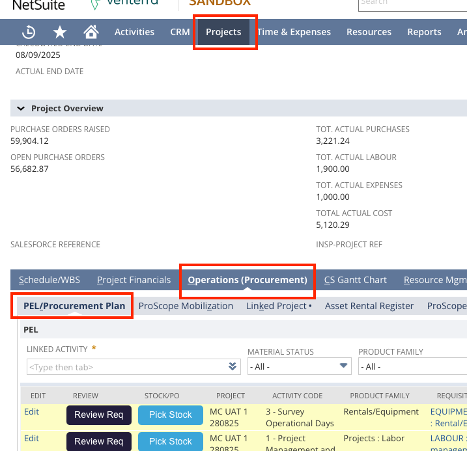 NetSuite
venterra
SANDBOX
Search
Activities CRM Projects Time & Expenses Resources Reports
08/09/2025
ACTUAL END DATE
Project Overview
PURCHASE ORDERS RAISED
59,904.12
OPEN PURCHASE ORDERS
56,682.87
TOT. ACTUAL PURCHASES
3,221.24
TOT. ACTUAL LABOUR
1,900.00
TOT. ACTUAL EXPENSES
1,000.00
TOTAL ACTUAL COST
5,120.29
SALESFORCE REFERENCE
INSP-PROJECT REF
Schedule/WBS Project Financials Operations (Procurement) CS Gantt Chart Resource Mgm
PEL/Procurement Plan ProScope Mobilization Linked Project • Asset Rental Register ProScope
PEL
LINKED ACTIVITY *
<Type then tab>
MATERIAL STATUS
- All -
PRODUCT FAMILY
- All -
EDIT REVIEW STOCK/PO PROJECT ACTIVITY CODE PRODUCT FAMILY REQUISIT
Edit Review Req Pick Stock MC UAT 1 3 - Survey Rentals/Equipment EQUIPME
280825 Operational Days : Rental/E
Edit Review Req Pick Stock MC UAT 1 1 - Project Projects : Labor LABOUR :
280825 Management and